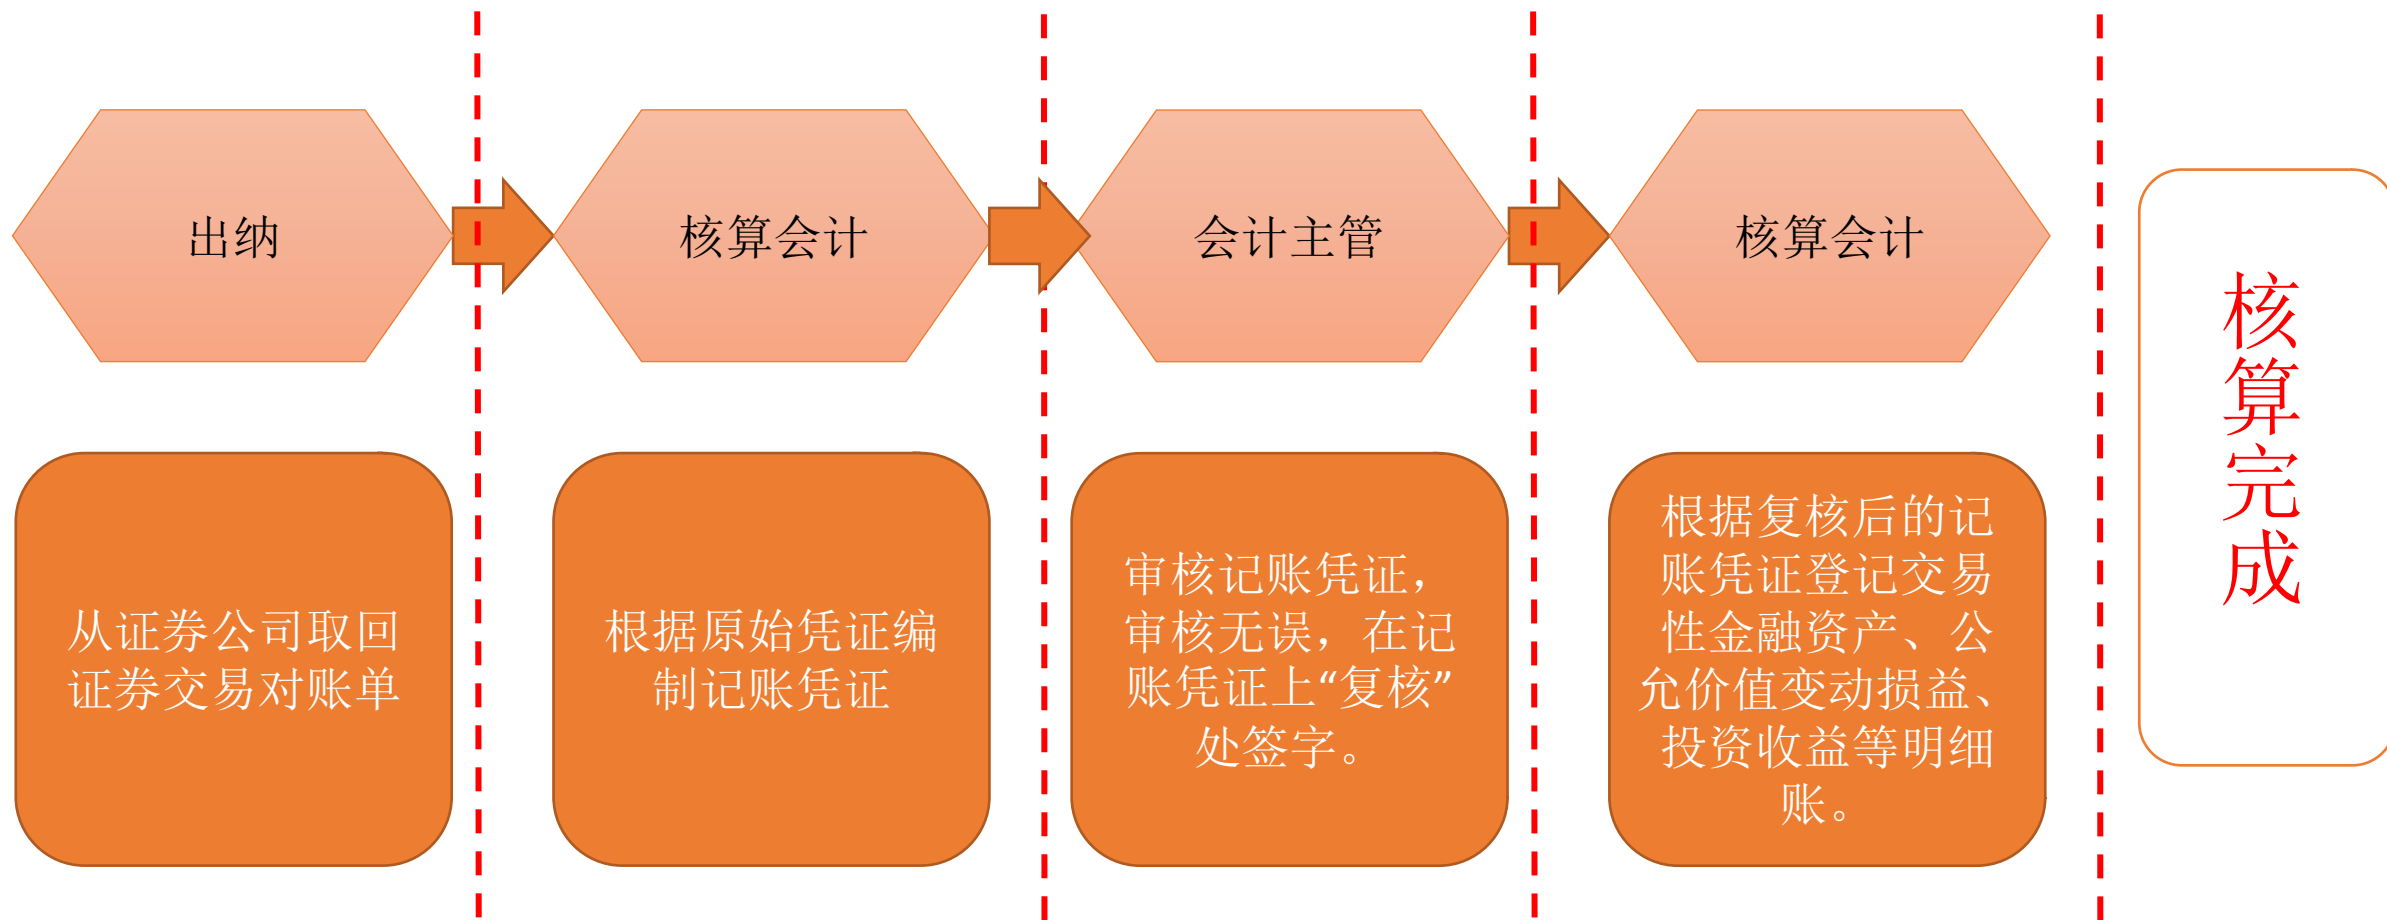 出纳
核算会计
会计主管
核算会计
从证券公司取回
证券交易对账单
根据原始凭证编
制记账凭证
审核记账凭证，
审核无误，在记
账凭证上“复核”
处签字。
根据复核后的记
账凭证登记交易
性金融资产、公
允价值变动损益、
投资收益等明细
账。
核算完成